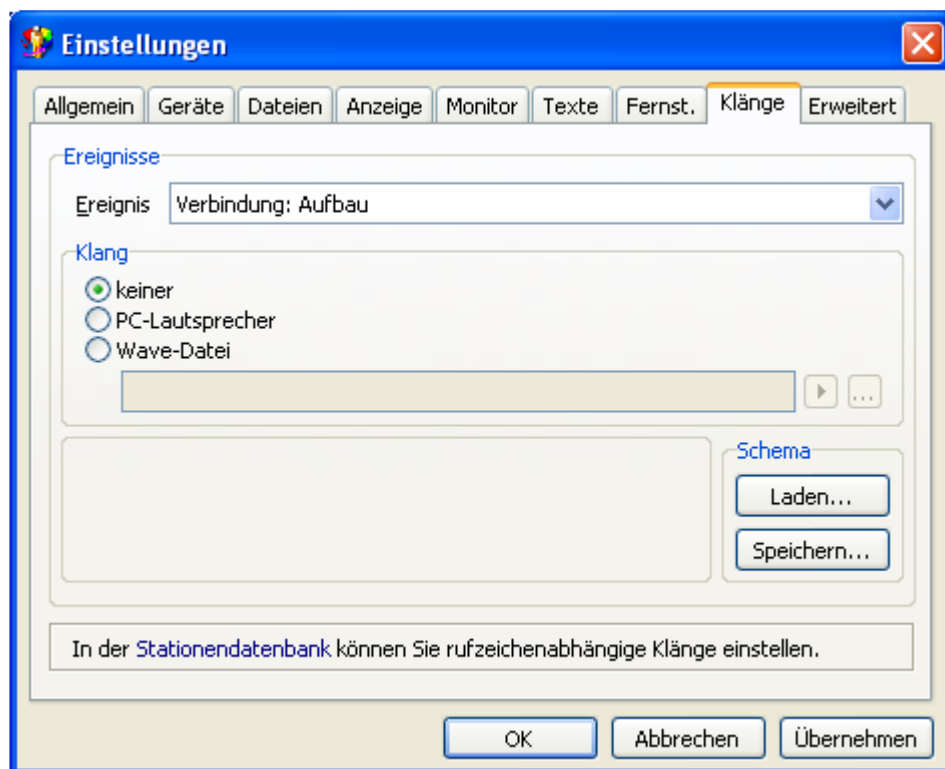 Einstellungen
Allgemein Geräte Dateien Anzeige Monitor Texte Fernst. Klänge Erweitert
Ereignisse
Ereignis Verbindung: Aufbau
Klang
keiner
PC-Lautsprecher
Wave-Datei
...
Schema
Laden...
Speichern...
In der Stationendatenbank können Sie rufzeichenabhängige Klänge einstellen.
OK Abbrechen Übernehmen